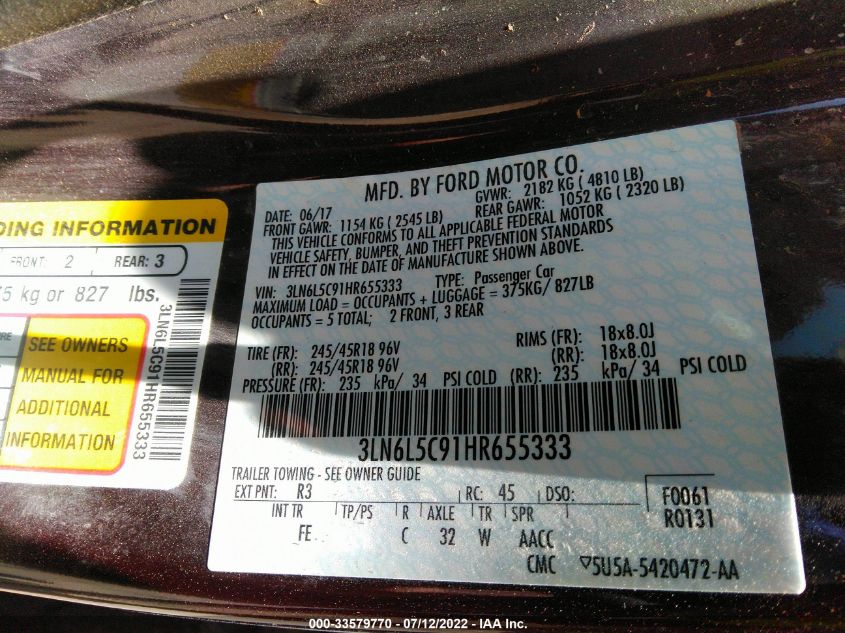 DING INFORMATION
FRONT: 2 REAR: 3
5 kg or 827 lbs.
SEE OWNERS
MANUAL FOR
ADDITIONAL
INFORMATION
3LN6L5C91HR655333
MFD. BY FORD MOTOR CO.
DATE: 06/17 GVWR: 2182 KG ( 4810 LB)
FRONT GAWR: 1154 KG ( 2545 LB) REAR GAWR: 1052 KG ( 2320 LB)
THIS VEHICLE CONFORMS TO ALL APPLICABLE FEDERAL MOTOR
VEHICLE SAFETY, BUMPER, AND THEFT PREVENTION STANDARDS
IN EFFECT ON THE DATE OF MANUFACTURE SHOWN ABOVE.
VIN: 3LN6L5C91HR655333 TYPE: Passenger Car
MAXIMUM LOAD = OCCUPANTS + LUGGAGE = 375KG/ 827LB
OCCUPANTS = 5 TOTAL; 2 FRONT, 3 REAR
TIRE (FR): 245/45R18 96V RIMS (FR): 18x8.0J
(RR): 245/45R18 96V (RR): 18x8.0J
PRESSURE (FR): 235 kPa/ 34 PSI COLD (RR): 235 kPa/ 34 PSI COLD
3LN6L5C91HR655333
TRAILER TOWING - SEE OWNER GUIDE
EXT PNT: R3 RC: 45 DSO: F0061
INT TR TP/PS R AXLE TR SPR R0131
FE C 32 W AACC
CMC ▽5U5A-5420472-AA
000-33579770 - 07/12/2022 - IAA Inc.